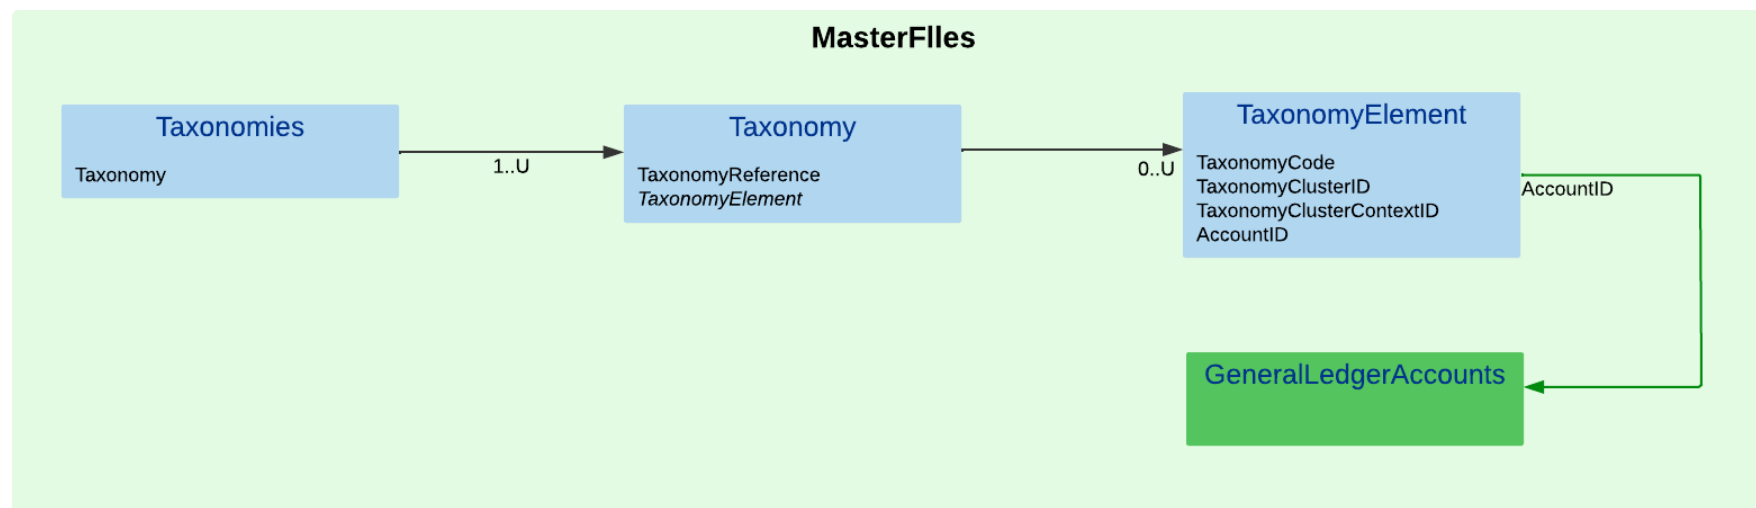 MasterFIles
Taxonomies
Taxonomy
1..U
Taxonomy
TaxonomyReference
TaxonomyElement
0..U
TaxonomyElement
TaxonomyCode
TaxonomyClusterID
TaxonomyClusterContextID
AccountID
AccountID
GeneralLedgerAccounts